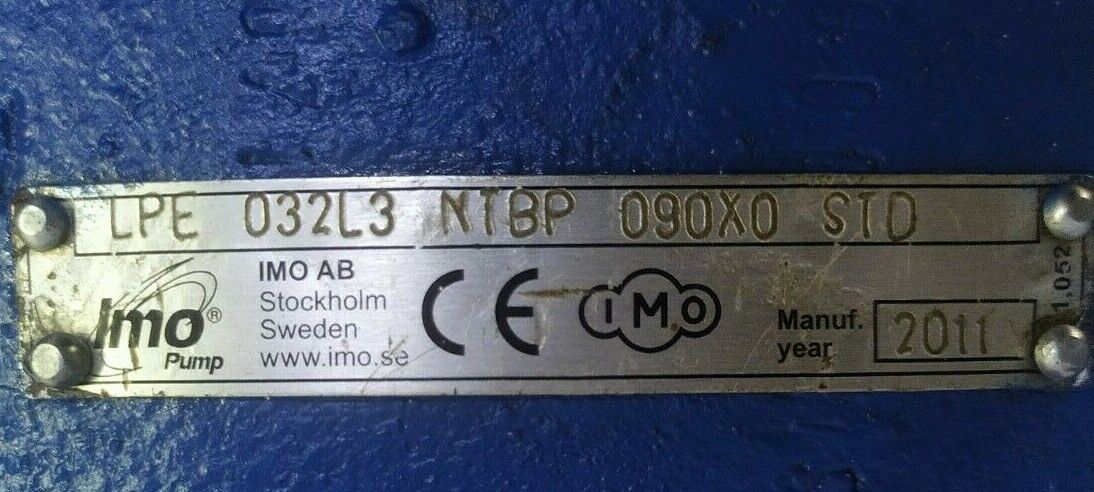 LPE 032L3 NTBP 090X0 STD
Imo®
Pump
IMO AB
Stockholm
Sweden
www.imo.se
CE
IMO
Manuf.
year
2011
1,052